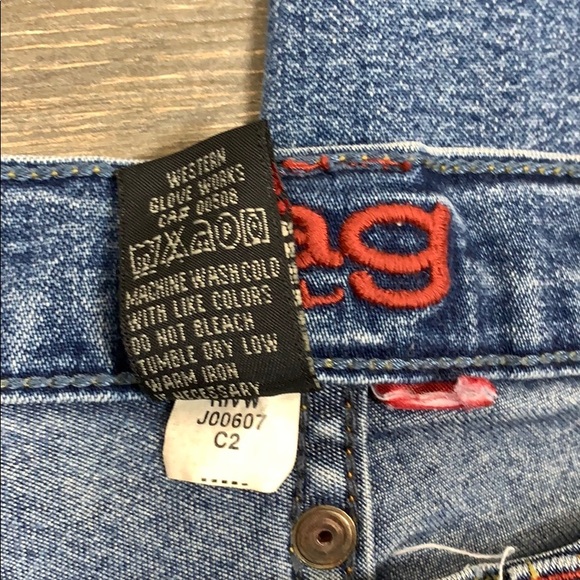 WESTERN
GLOVE WORKS
CA# 00508
MACHINE WASH COLD
WITH LIKE COLORS
DO NOT BLEACH
TUMBLE DRY LOW
WARM IRON
NECESSARY
ag
J00607
C2